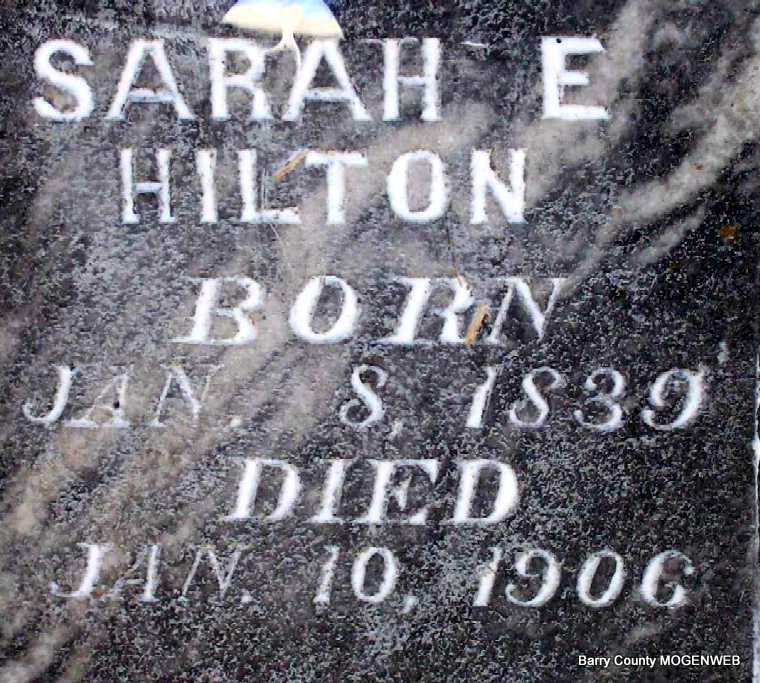 SARAH E
HILTON
BORN
JAN. 8, 1839
DIED
JAN. 10, 1906
Barry County MOGENWEB